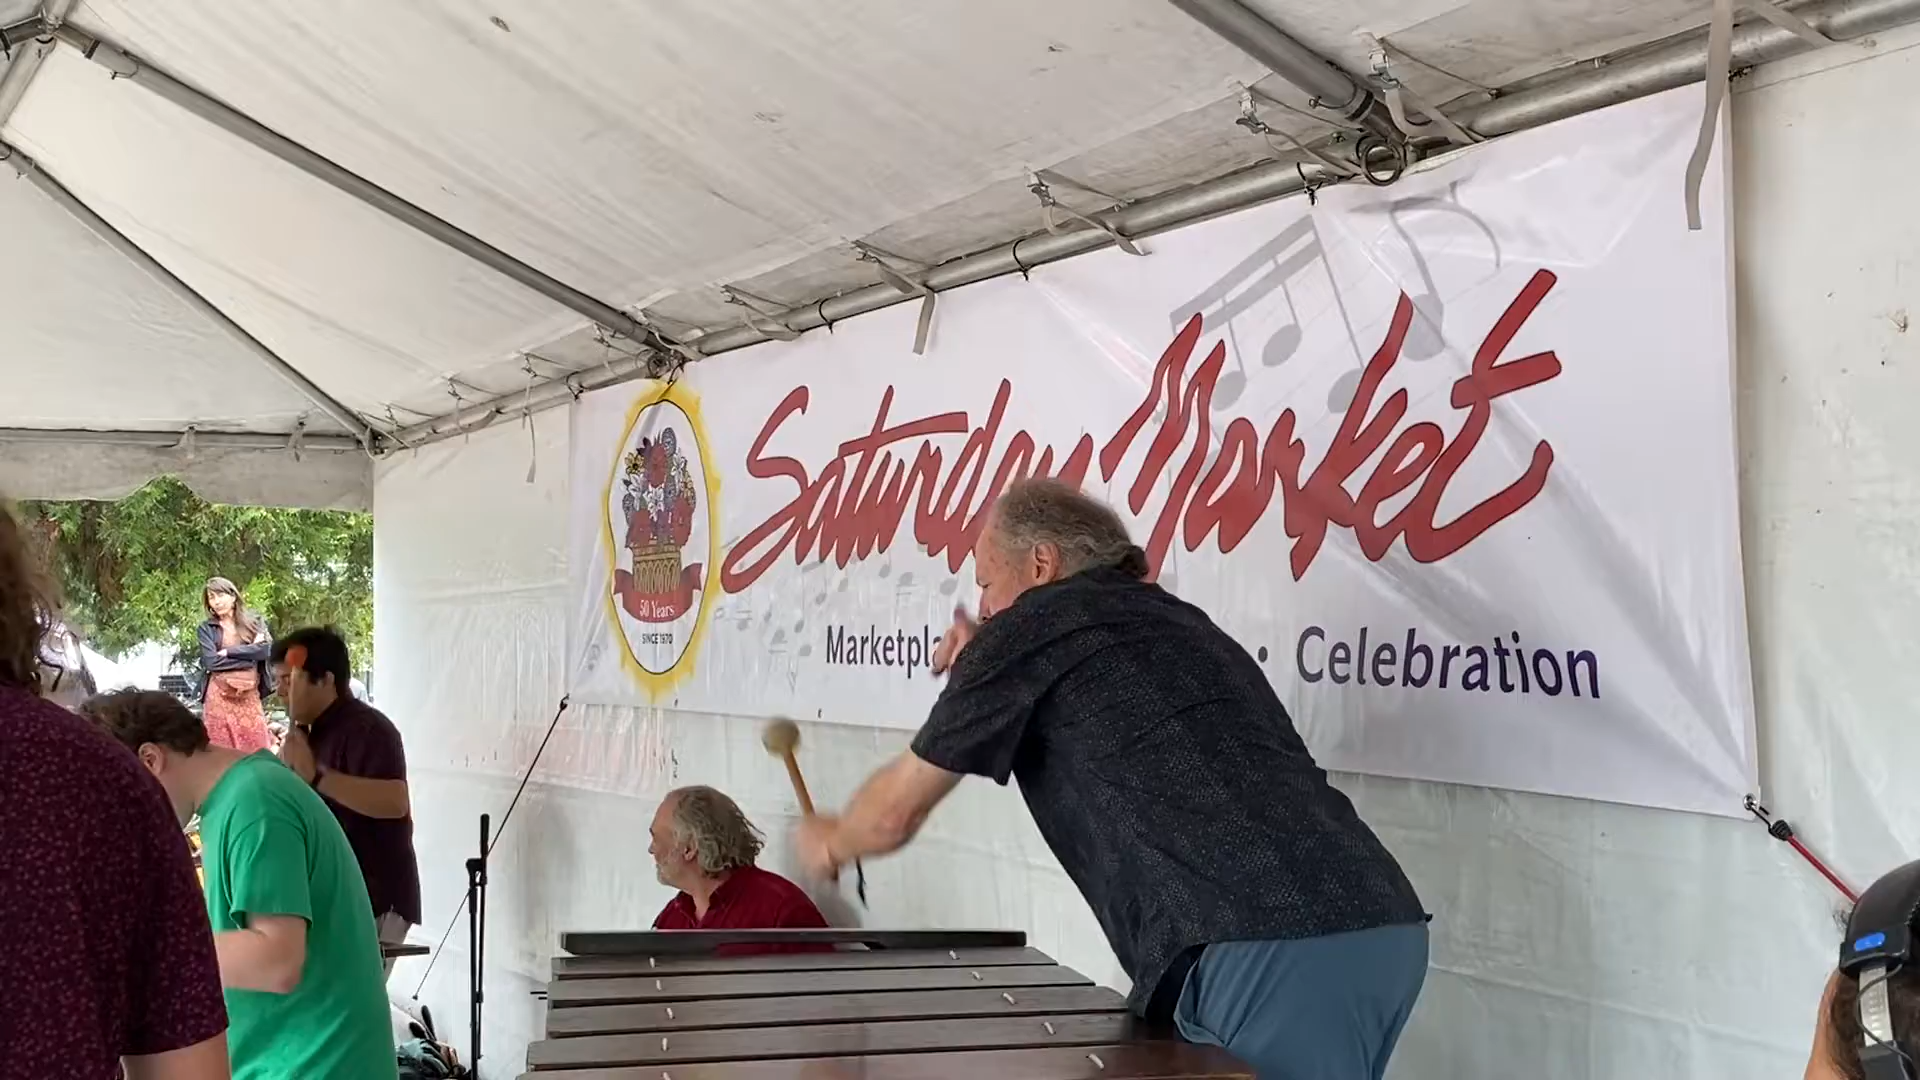 Saturday Market
50 Years
SINCE 1970
Marketpla
• Celebration